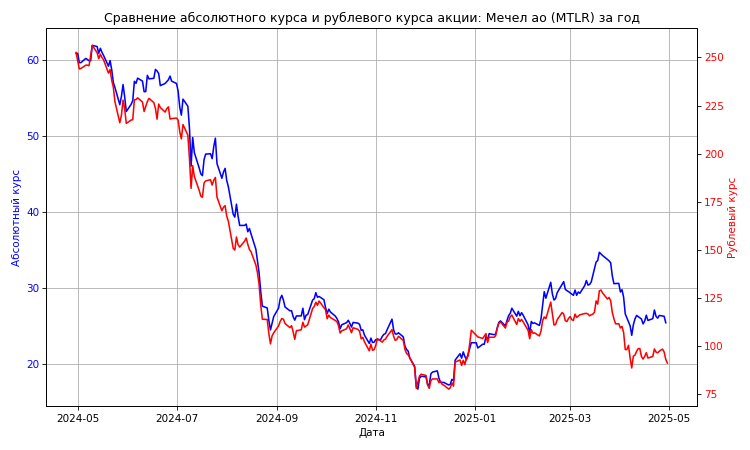 Сравнение абсолютного курса и рублевого курса акции: Мечел ао (MTLR) за год
60
50
40
30
20
Абсолютный курс
250
225
200
175
150
125
100
75
Рублевый курс
2024-05 2024-07 2024-09 2024-11 2025-01 2025-03 2025-05
Дата